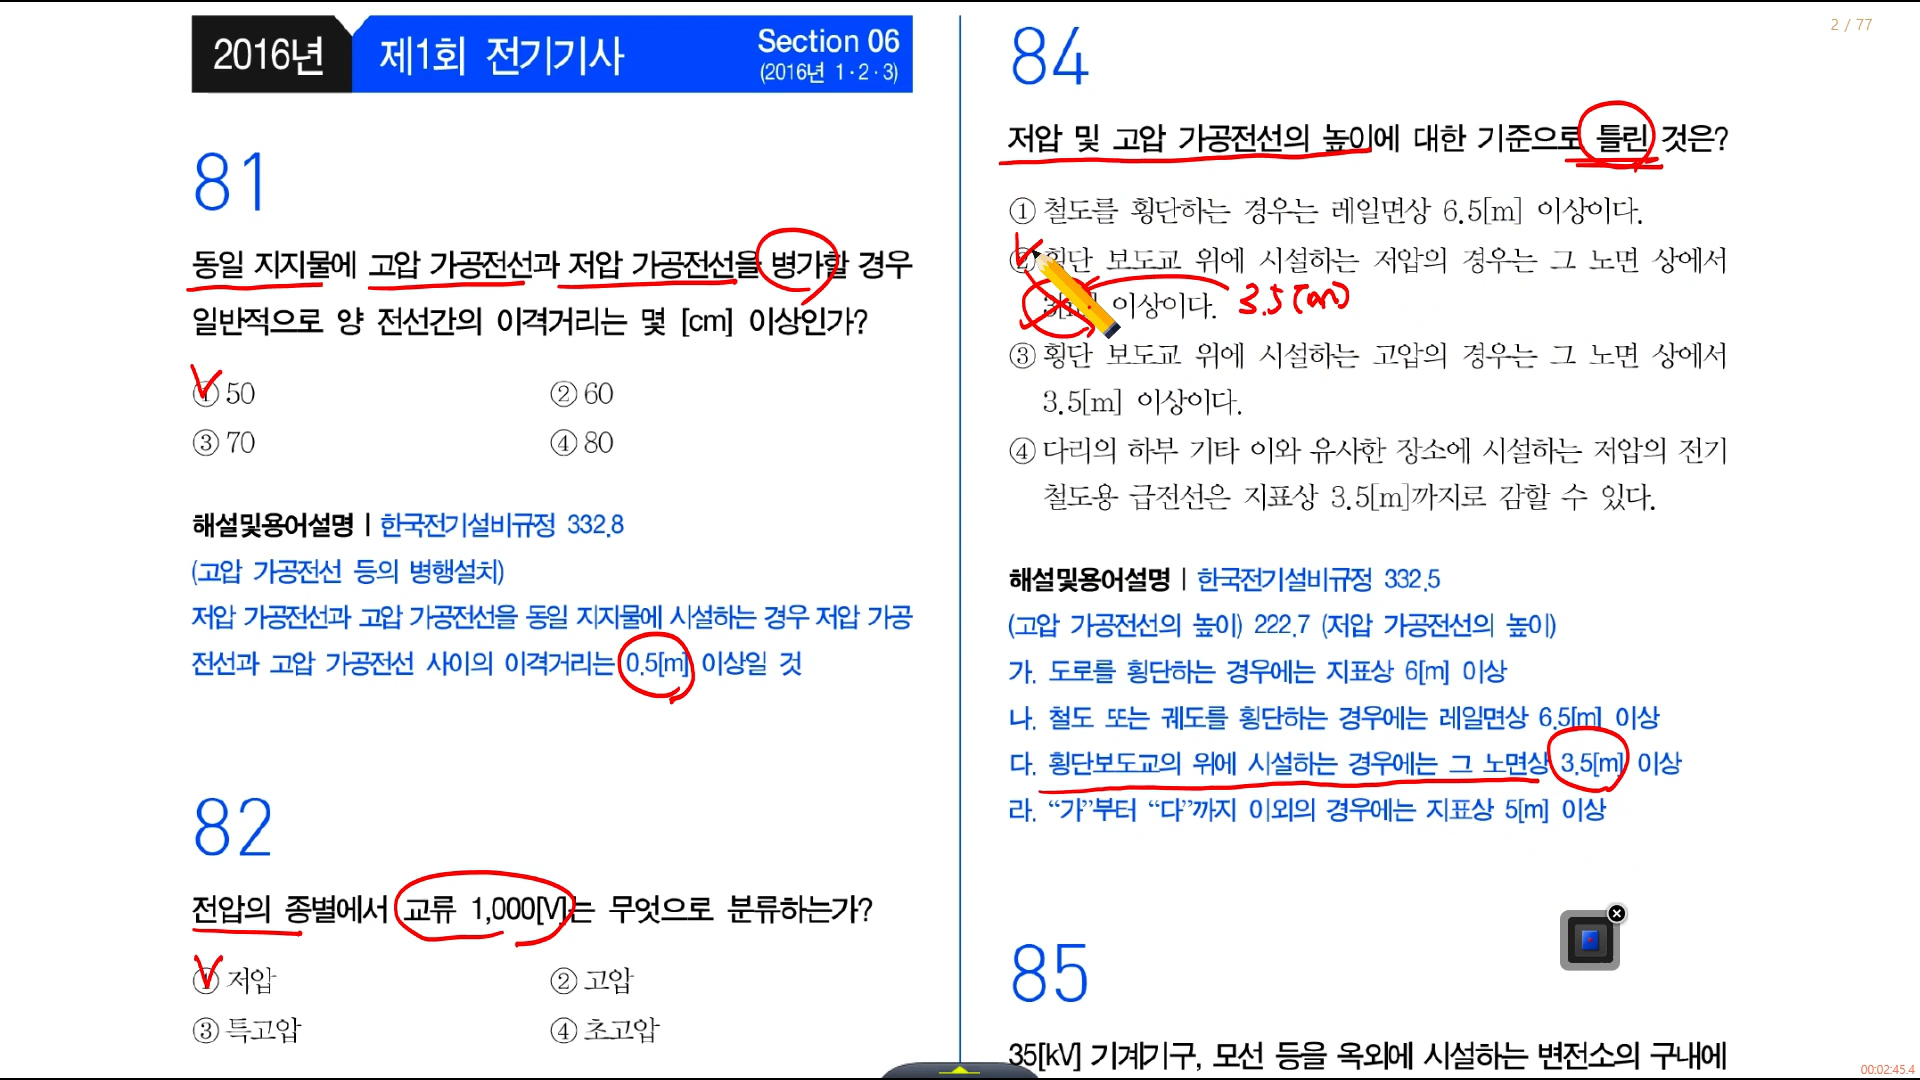 2016년 제1회 전기기사 Section 06
(2016년 1·2·3)
81
동일 지지물에 고압 가공전선과 저압 가공전선을 병가할 경우
일반적으로 양 전선간의 이격거리는 몇 [cm] 이상인가?
① 50 ② 60
③ 70 ④ 80
해설및용어설명 | 한국전기설비규정 332.8
(고압 가공전선 등의 병행설치)
저압 가공전선과 고압 가공전선을 동일 지지물에 시설하는 경우 저압 가공
전선과 고압 가공전선 사이의 이격거리는 0.5[m] 이상일 것
82
전압의 종별에서 교류 1,000[V]는 무엇으로 분류하는가?
① 저압 ② 고압
③ 특고압 ④ 초고압
84
저압 및 고압 가공전선의 높이에 대한 기준으로 틀린 것은?
① 철도를 횡단하는 경우는 레일면상 6.5[m] 이상이다.
② 횡단 보도교 위에 시설하는 저압의 경우는 그 노면 상에서
3[m] 이상이다. 3.5(m)
③ 횡단 보도교 위에 시설하는 고압의 경우는 그 노면 상에서
3.5[m] 이상이다.
④ 다리의 하부 기타 이와 유사한 장소에 시설하는 저압의 전기
철도용 급전선은 지표상 3.5[m]까지로 감할 수 있다.
해설및용어설명 | 한국전기설비규정 332.5
(고압 가공전선의 높이) 222.7 (저압 가공전선의 높이)
가. 도로를 횡단하는 경우에는 지표상 6[m] 이상
나. 철도 또는 궤도를 횡단하는 경우에는 레일면상 6.5[m] 이상
다. 횡단보도교의 위에 시설하는 경우에는 그 노면상 3.5[m] 이상
라. “가”부터 “다”까지 이외의 경우에는 지표상 5[m] 이상
85
35[kV] 기계기구, 모선 등을 옥외에 시설하는 변전소의 구내에
2 / 77
00:02:45.4